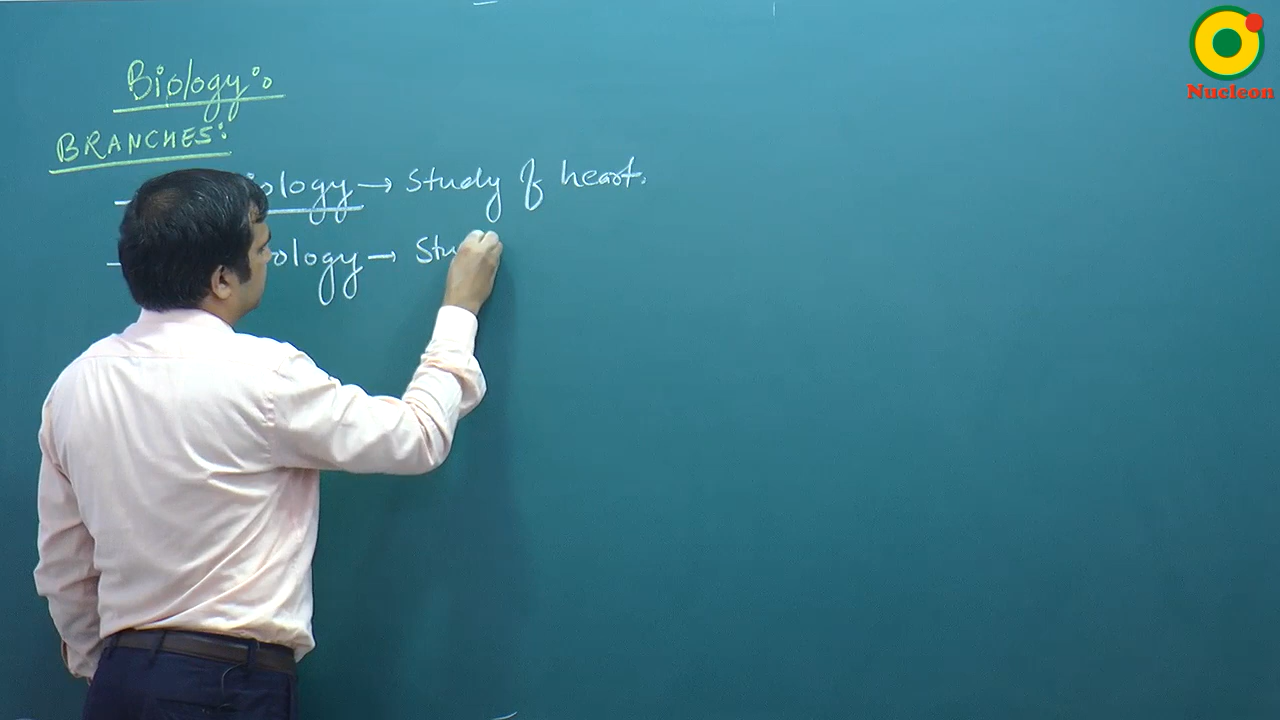 Biology:
BRANCHES:
iology → Study of heart.
ology → Stu
Nucleon